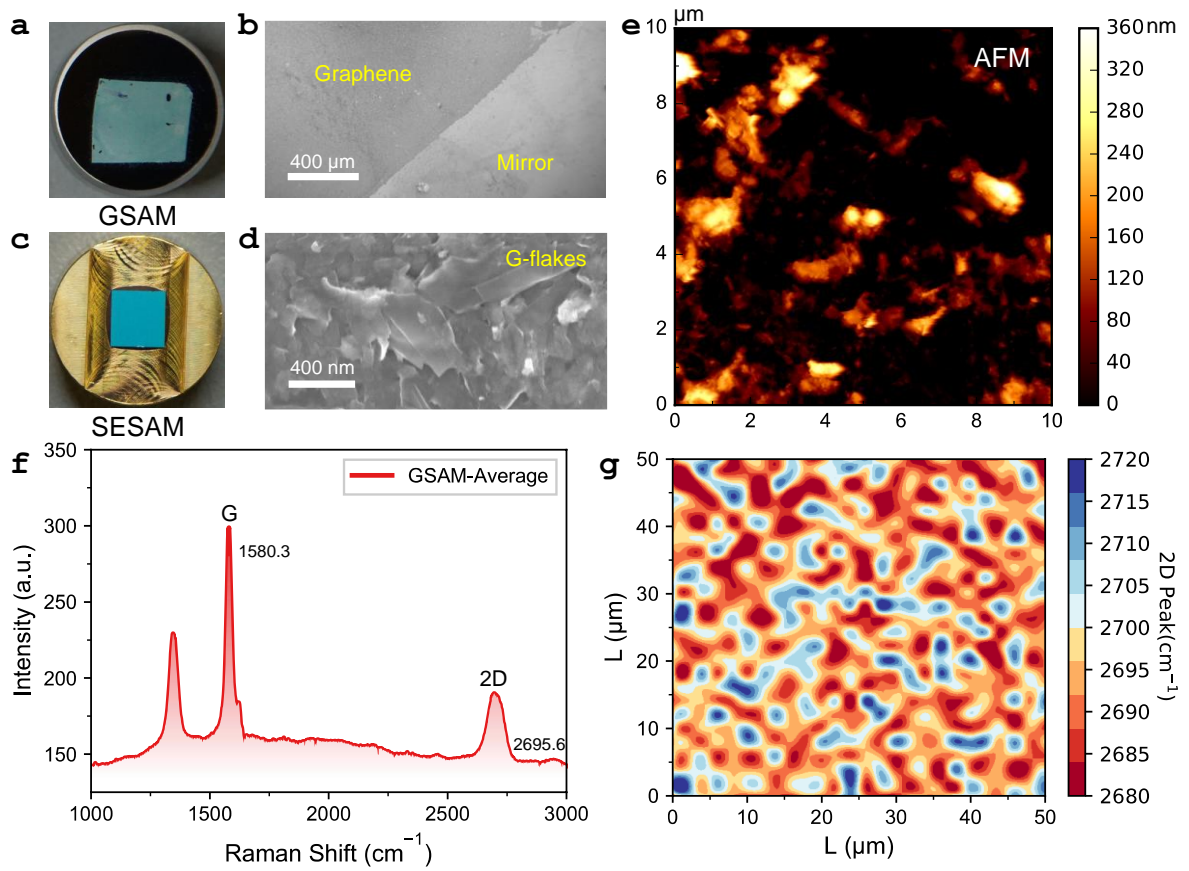 a
GSAM
b
Graphene
400 µm
Mirror
c
SESAM
d
G-flakes
400 nm
e
µm
AFM
10
8
6
4
2
0
0 2 4 6 8 10
360 nm
320
280
240
200
160
120
80
40
0
f
350
300
250
200
150
Intensity (a.u.)
GSAM-Average
G
1580.3
2D
2695.6
1000 1500 2000 2500 3000
Raman Shift (cm⁻¹)
g
50
40
30
20
10
0
L (µm)
0 10 20 30 40 50
L (µm)
2720
2715
2710
2704
2700
2695
2690
2685
2680
2D Peak(cm⁻¹)